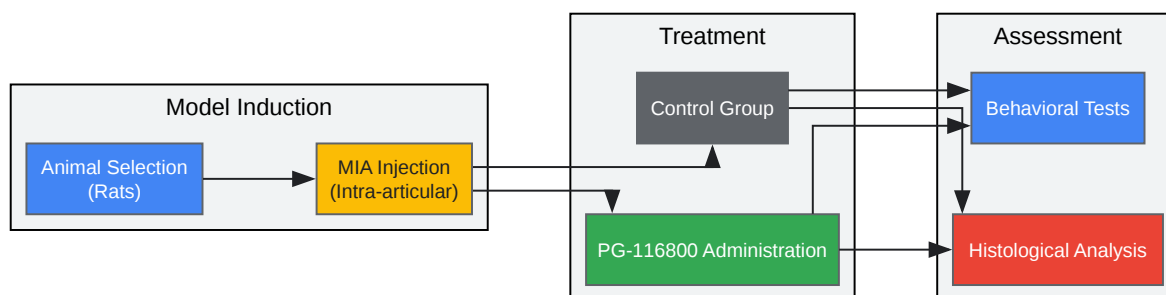 Model Induction
Animal Selection
(Rats)
MIA Injection
(Intra-articular)
Treatment
Control Group
PG-116800 Administration
Assessment
Behavioral Tests
Histological Analysis